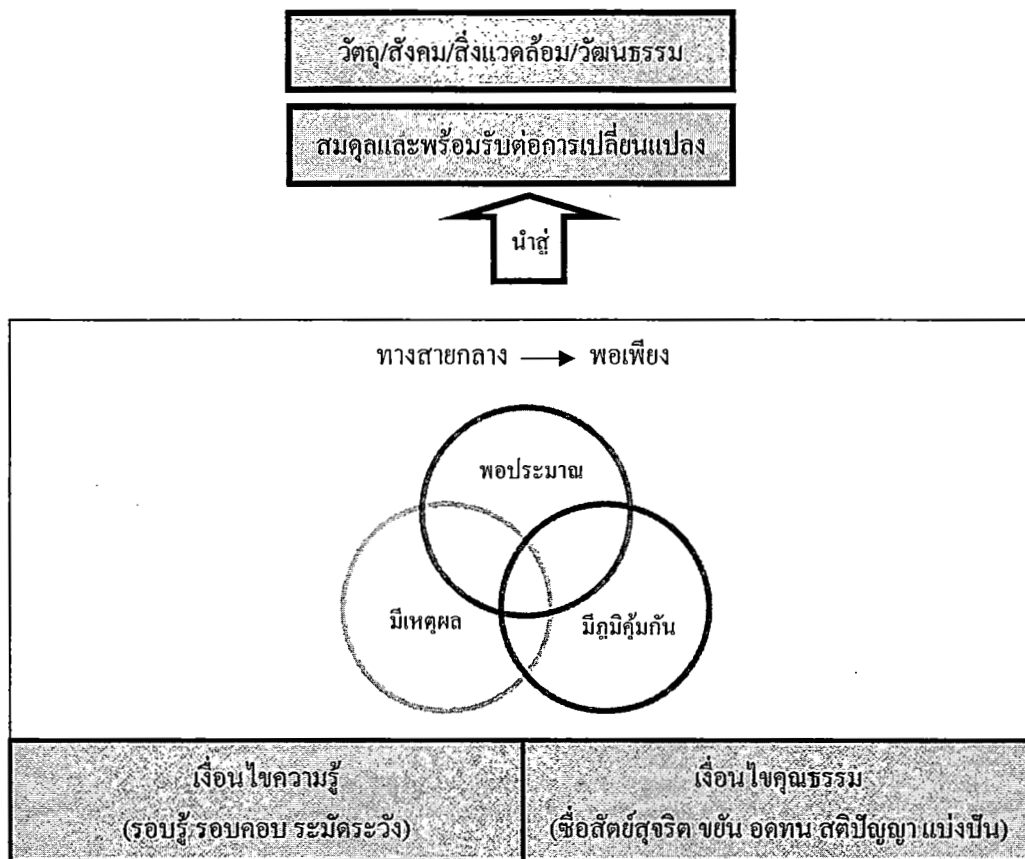 วัตถุ/สังคม/สิ่งแวดล้อม/วัฒนธรรม
สมดุลและพร้อมรับต่อการเปลี่ยนแปลง
นำสู่
ทางสายกลาง → พอเพียง
พอประมาณ
มีเหตุผล
มีภูมิคุ้มกัน
เงื่อนไขความรู้
(รอบรู้ รอบคอบ ระมัดระวัง)
เงื่อนไขคุณธรรม
(ซื่อสัตย์สุจริต ขยัน อดทน สติปัญญา แบ่งปัน)